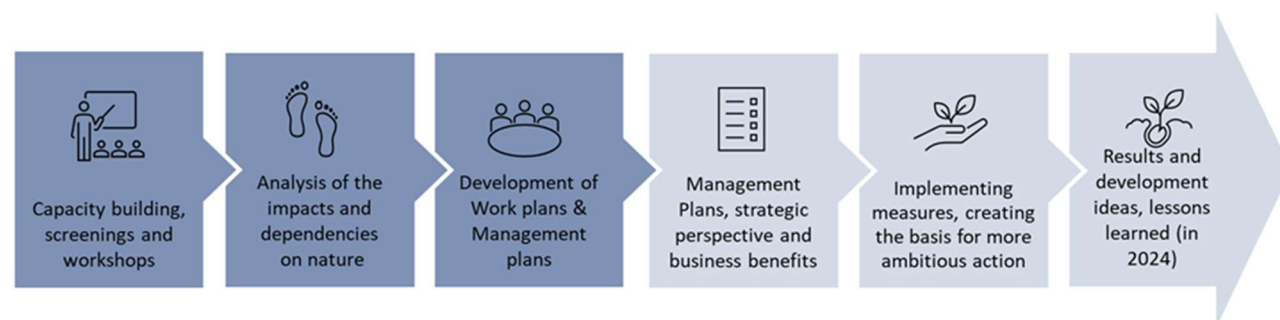 Capacity building,
screenings and
workshops
Analysis of the
impacts and
dependencies
on nature
Development of
Work plans &
Management
plans
Management
Plans, strategic
perspective and
business benefits
Implementing
measures, creating
the basis for more
ambitious action
Results and
development
ideas, lessons
learned (in
2024)